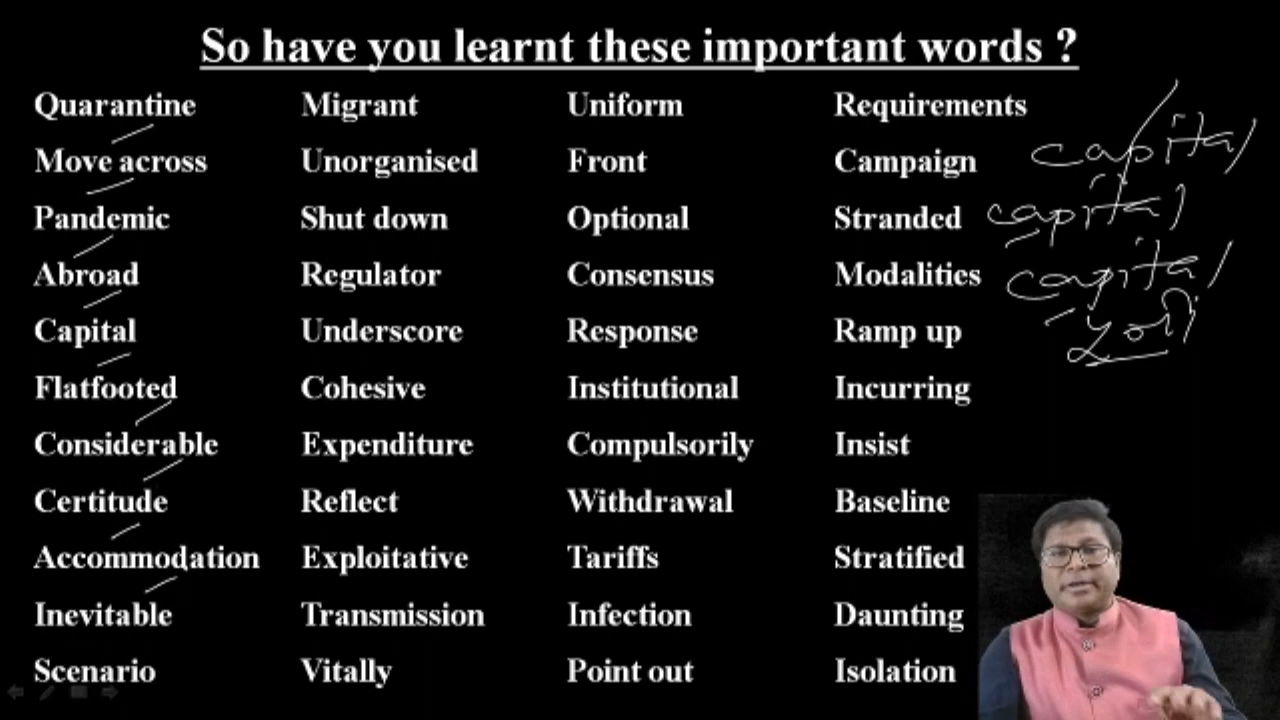 So have you learnt these important words ?
Quarantine Migrant Uniform Requirements
Move across Unorganised Front Campaign
Pandemic Shut down Optional Stranded
Abroad Regulator Consensus Modalities
Capital Underscore Response Ramp up
Flatfooted Cohesive Institutional Incurring
Considerable Expenditure Compulsorily Insist
Certitude Reflect Withdrawal Baseline
Accommodation Exploitative Tariffs Stratified
Inevitable Transmission Infection Daunting
Scenario Vitally Point out Isolation
capital
capital
capital